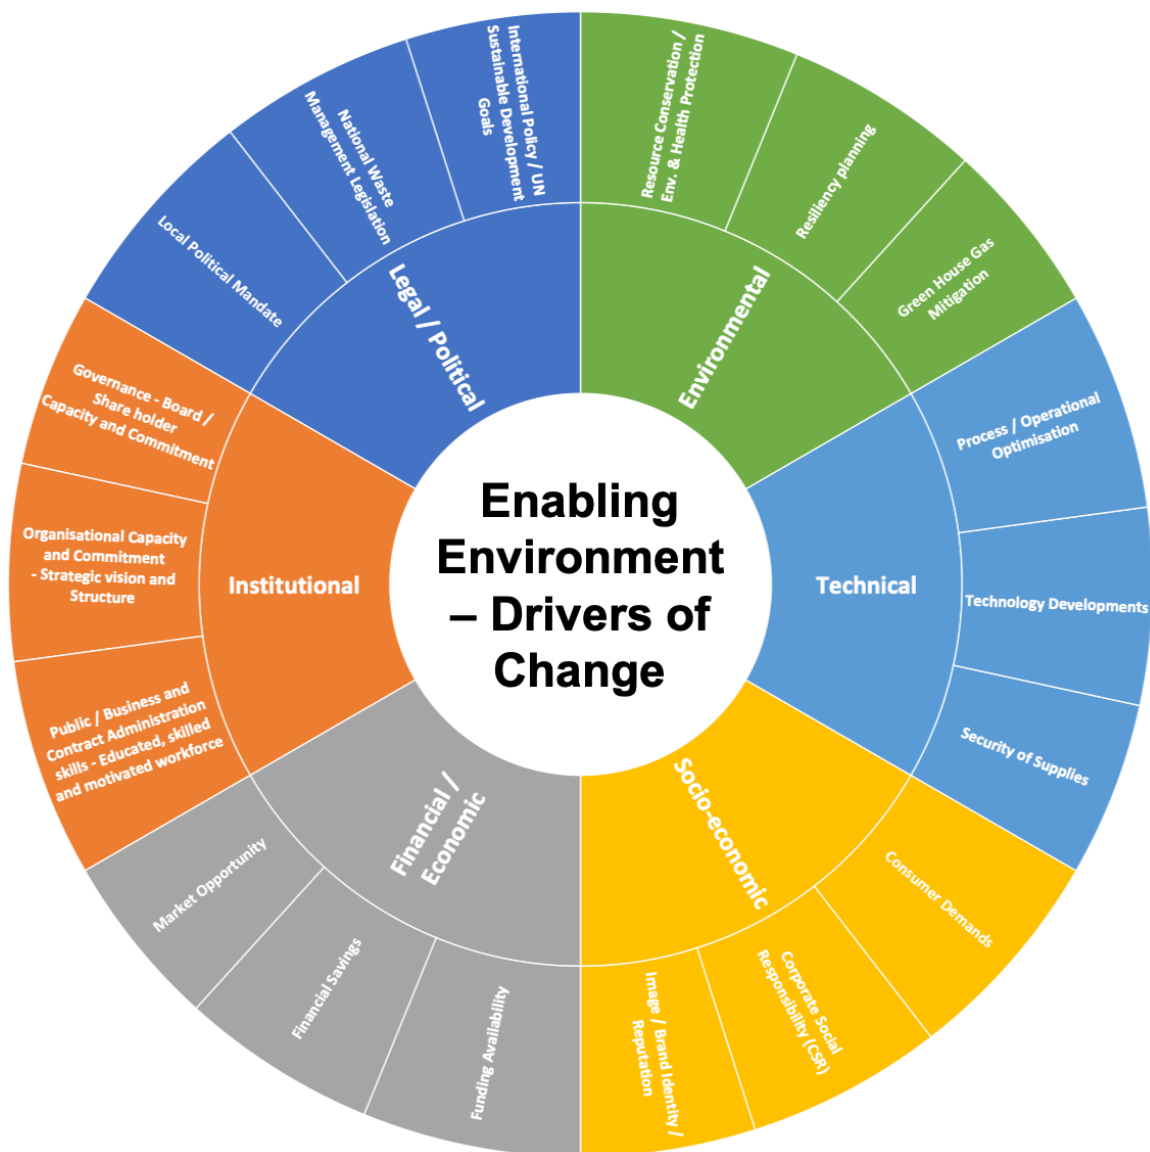 Enabling
Environment
– Drivers of
Change
Environmental
Resource Conservation /
Env. & Health Protection
Resiliency planning
Green House Gas
Mitigation
Technical
Process / Operational
Optimisation
Technology Developments
Security of Supplies
Socio-economic
Consumer Demands
Corporate Social
Responsibility (CSR)
Image / Brand Identity /
Reputation
Financial /
Economic
Funding Availability
Financial Savings
Market Opportunity
Institutional
Public / Business and
Contract Administration
skills - Educated, skilled
and motivated workforce
Organisational Capacity
and Commitment
- Strategic vision and
Structure
Governance - Board /
Share holder
Capacity and Commitment
Legal / Political
Local Political Mandate
National Waste
Management Legislation
International Policy / UN
Sustainable Development
Goals